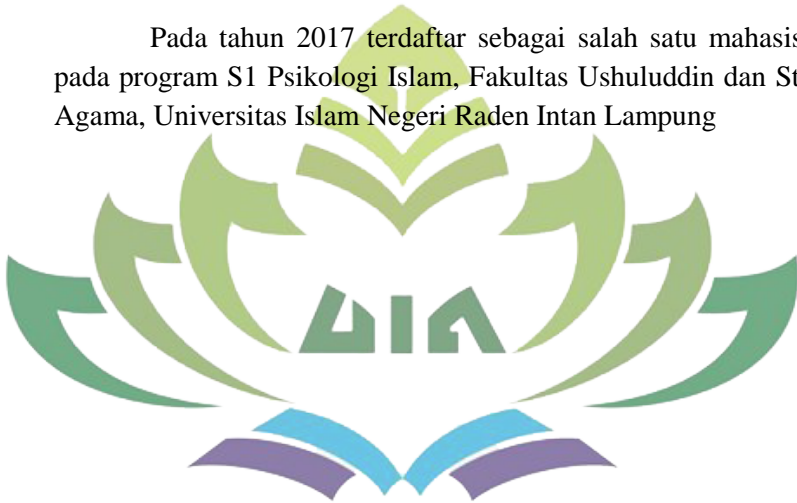 Pada tahun 2017 terdaftar sebagai salah satu mahasis
pada program S1 Psikologi Islam, Fakultas Ushuluddin dan St
Agama, Universitas Islam Negeri Raden Intan Lampung
UIN